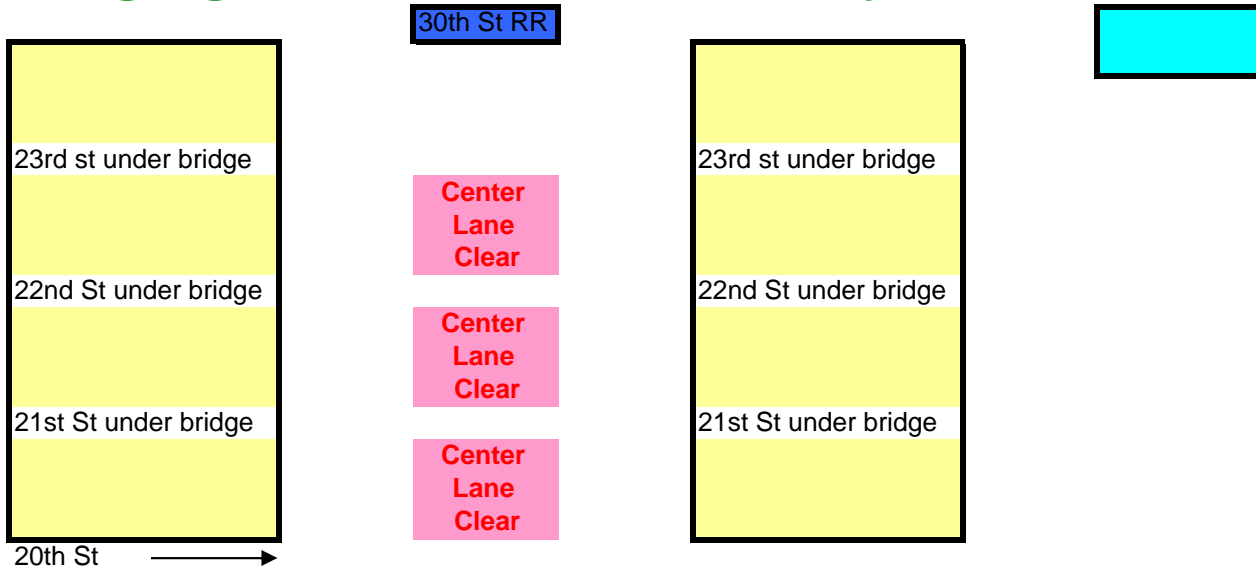 30th St RR
23rd st under bridge
23rd st under bridge
Center
Lane
Clear
22nd St under bridge
22nd St under bridge
Center
Lane
Clear
21st St under bridge
21st St under bridge
Center
Lane
Clear
20th St